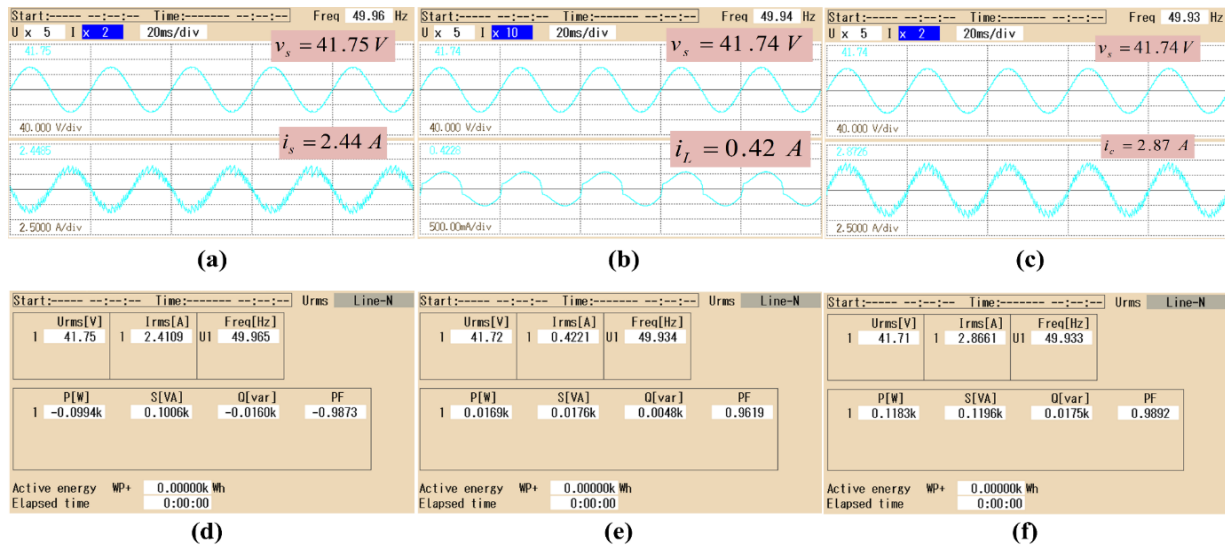 Start:----- --:--:-- Time:------- --:--:-- Freq 49.96 Hz
U x 5 I x 2 20ms/div
41.75
v_s = 41.75 V
40.000 V/div
2.4485
i_s = 2.44 A
2.5000 A/div
(a)
Start:----- --:--:-- Time:------- --:--:-- Freq 49.94 Hz
U x 5 I x 10 20ms/div
41.74
v_s = 41.74 V
40.000 V/div
0.4228
i_L = 0.42 A
500.00mA/div
(b)
Start:----- --:--:-- Time:------- --:--:-- Freq 49.93 Hz
U x 5 I x 2 20ms/div
41.74
v_s = 41.74 V
40.000 V/div
2.8726
i_c = 2.87 A
2.5000 A/div
(c)
Start:----- --:--:-- Time:------- --:--:-- Urms Line-N
Urms[V] Irms[A] Freq[Hz]
1 41.75 1 2.4109 U1 49.965
P[W] S[VA] Q[var] PF
1 -0.0994k 0.1006k -0.0160k -0.9873
Active energy WP+ 0.00000k Wh
Elapsed time 0:00:00
(d)
Start:----- --:--:-- Time:------- --:--:-- Urms Line-N
Urms[V] Irms[A] Freq[Hz]
1 41.72 1 0.4221 U1 49.934
P[W] S[VA] Q[var] PF
1 0.0169k 0.0176k 0.0048k 0.9619
Active energy WP+ 0.00000k Wh
Elapsed time 0:00:00
(e)
Start:----- --:--:-- Time:------- --:--:-- Urms Line-N
Urms[V] Irms[A] Freq[Hz]
1 41.71 1 2.8661 U1 49.933
P[W] S[VA] Q[var] PF
1 0.1183k 0.1196k 0.0175k 0.9892
Active energy WP+ 0.00000k Wh
Elapsed time 0:00:00
(f)